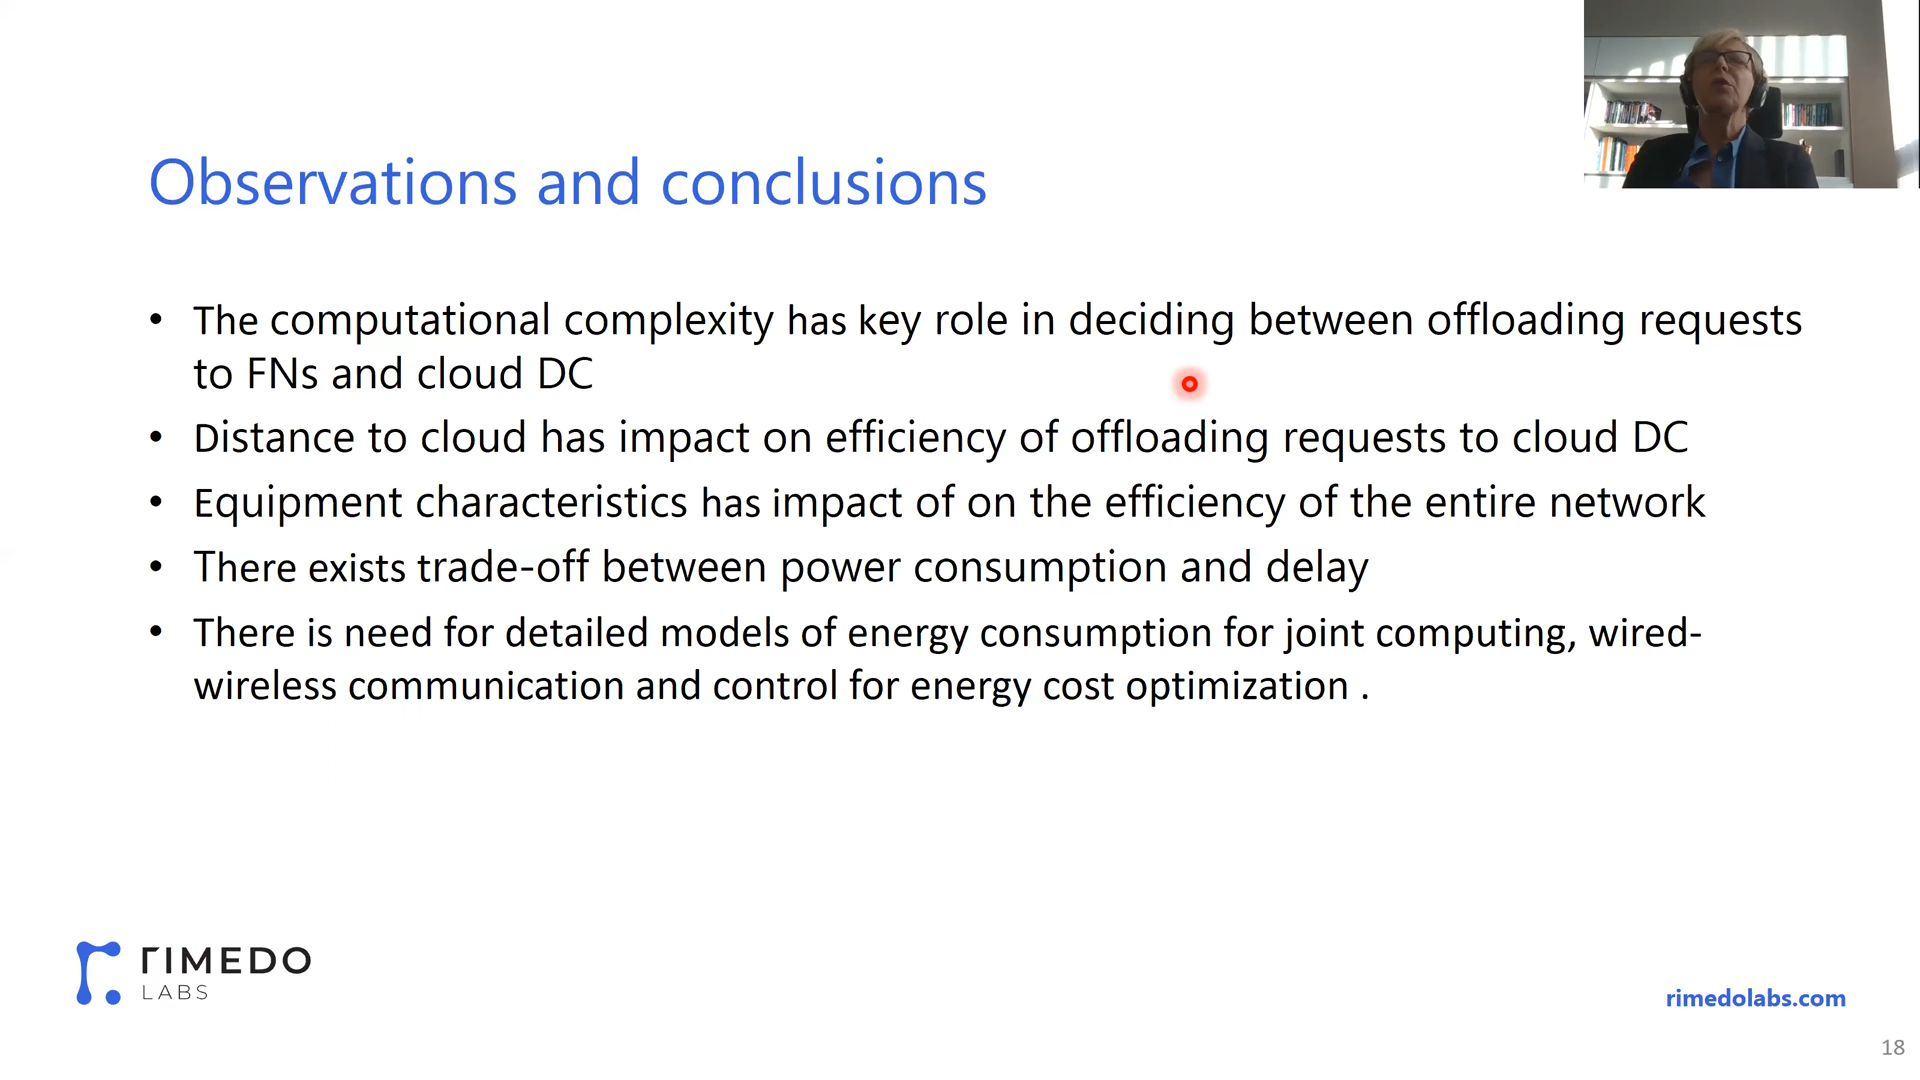 Observations and conclusions
• The computational complexity has key role in deciding between offloading requests
to FNs and cloud DC
• Distance to cloud has impact on efficiency of offloading requests to cloud DC
• Equipment characteristics has impact of on the efficiency of the entire network
• There exists trade-off between power consumption and delay
• There is need for detailed models of energy consumption for joint computing, wired-
wireless communication and control for energy cost optimization .
rIMEDO
LABS
rimedolabs.com
18